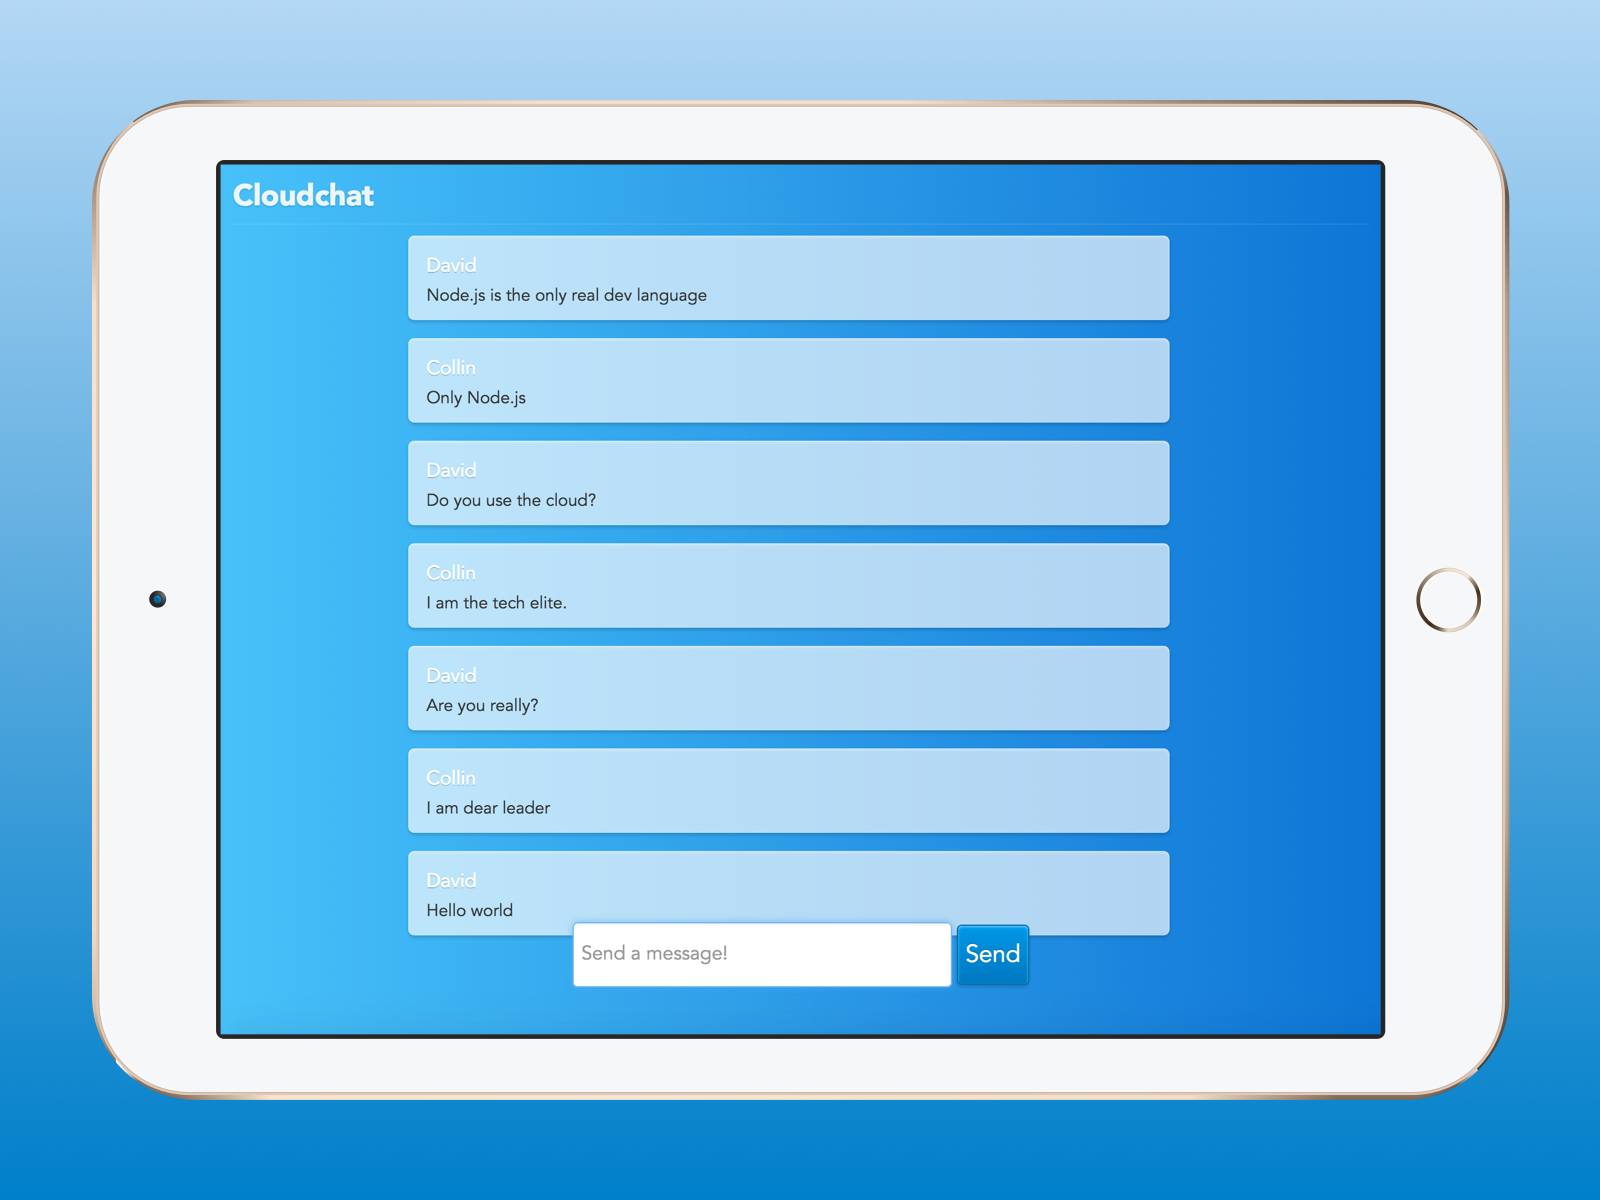 Cloudchat
David
Node.js is the only real dev language
Collin
Only Node.js
David
Do you use the cloud?
Collin
I am the tech elite.
David
Are you really?
Collin
I am dear leader
David
Hello world
Send a message!
Send